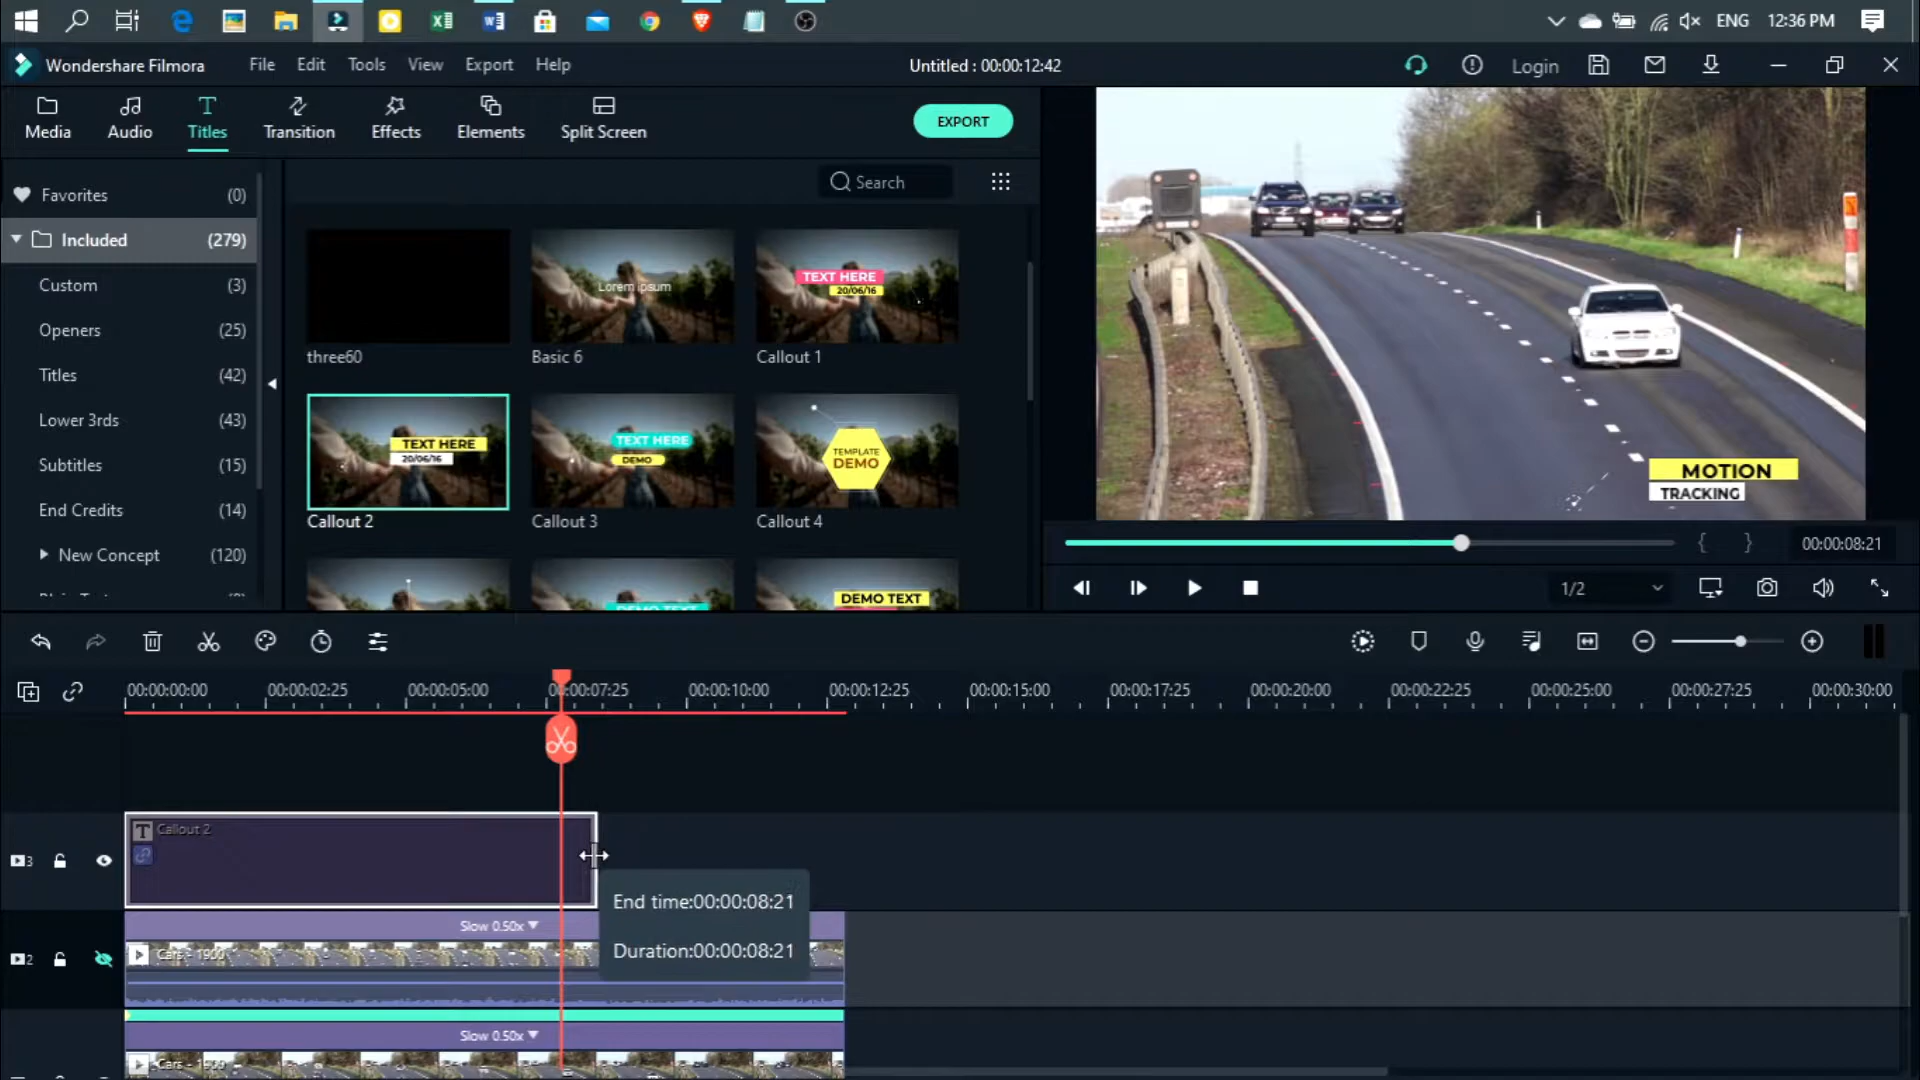 ENG 12:36 PM
Wondershare Filmora File Edit Tools View Export Help Untitled : 00:00:12:42 Login
Media Audio Titles Transition Effects Elements Split Screen EXPORT
Favorites (0)
Search
Included (279)
Custom (3)
Openers (25)
Titles (42)
Lower 3rds (43)
Subtitles (15)
End Credits (14)
New Concept (120)
Lorem ipsum
TEXT HERE
20/06/16
three60 Basic 6 Callout 1
TEXT HERE
20/06/16
TEXT HERE
DEMO
TEMPLATE
DEMO
Callout 2 Callout 3 Callout 4
DEMO TEXT
MOTION
TRACKING
00:00:08:21
1/2
00:00:00:00 00:00:02:25 00:00:05:00 00:00:07:25 00:00:10:00 00:00:12:25 00:00:15:00 00:00:17:25 00:00:20:00 00:00:22:25 00:00:25:00 00:00:27:25 00:00:30:00
T Callout 2
3
End time:00:00:08:21
Duration:00:00:08:21
Slow 0.50x
2
Cars - 1900
Slow 0.50x
Cars - 1900